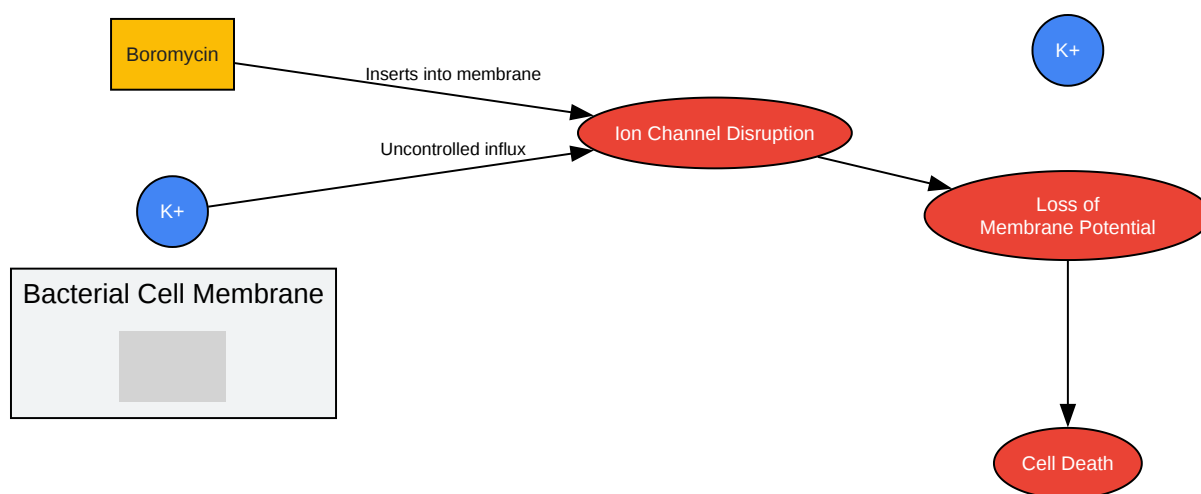 Boromycin
K+
Inserts into membrane
Ion Channel Disruption
Uncontrolled influx
K+
Loss of
Membrane Potential
Bacterial Cell Membrane
Cell Death